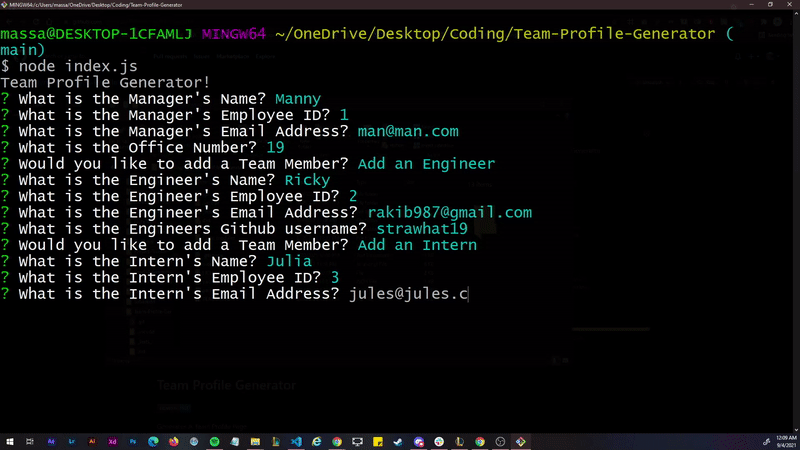 MINGW64:/c/Users/massa/OneDrive/Desktop/Coding/Team-Profile-Generator
massa@DESKTOP-1CFAMLJ MINGW64 ~/OneDrive/Desktop/Coding/Team-Profile-Generator (
main)
$ node index.js
Team Profile Generator!
? What is the Manager's Name? Manny
? What is the Manager's Employee ID? 1
? What is the Manager's Email Address? man@man.com
? What is the Office Number? 19
? Would you like to add a Team Member? Add an Engineer
? What is the Engineer's Name? Ricky
? What is the Engineer's Employee ID? 2
? What is the Engineer's Email Address? rakib987@gmail.com
? What is the Engineers Github username? strawhat19
? Would you like to add a Team Member? Add an Intern
? What is the Intern's Name? Julia
? What is the Intern's Employee ID? 3
? What is the Intern's Email Address? jules@jules.c
Team Profile Generator
Ae Lr Ai Xd Ps
12:09 AM
9/4/2021